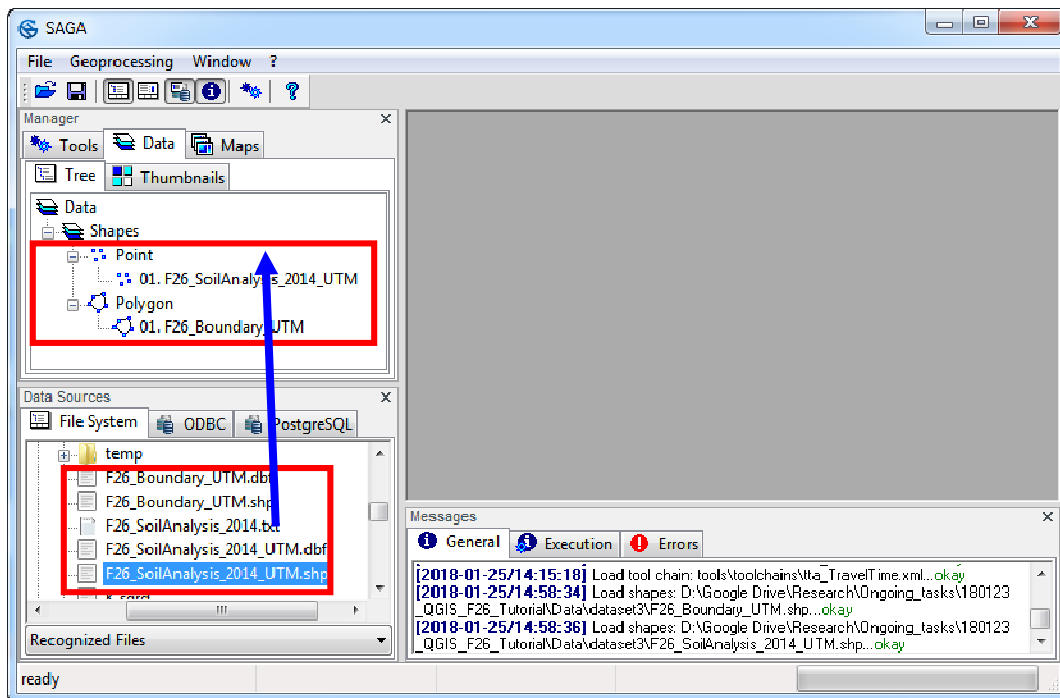 SAGA
File Geoprocessing Window ?
Manager
Tools Data Maps
Tree Thumbnails
Data
Shapes
Point
01. F26_SoilAnalysis_2014_UTM
Polygon
01. F26_Boundary_UTM
Data Sources
File System ODBC PostgreSQL
temp
F26_Boundary_UTM.dbf
F26_Boundary_UTM.shp
F26_SoilAnalysis_2014.txt
F26_SoilAnalysis_2014_UTM.dbf
F26_SoilAnalysis_2014_UTM.shp
Recognized Files
Messages
General Execution Errors
[2018-01-25/14:15:18] Load tool chain: tools\toolchains\tta_TravelTime.xml...okay
[2018-01-25/14:58:34] Load shapes: D:\Google Drive\Research\Ongoing_tasks\180123
_QGIS_F26_Tutorial\Data\dataset3\F26_Boundary_UTM.shp...okay
[2018-01-25/14:58:36] Load shapes: D:\Google Drive\Research\Ongoing_tasks\180123
_QGIS_F26_Tutorial\Data\dataset3\F26_SoilAnalysis_2014_UTM.shp...okay
ready